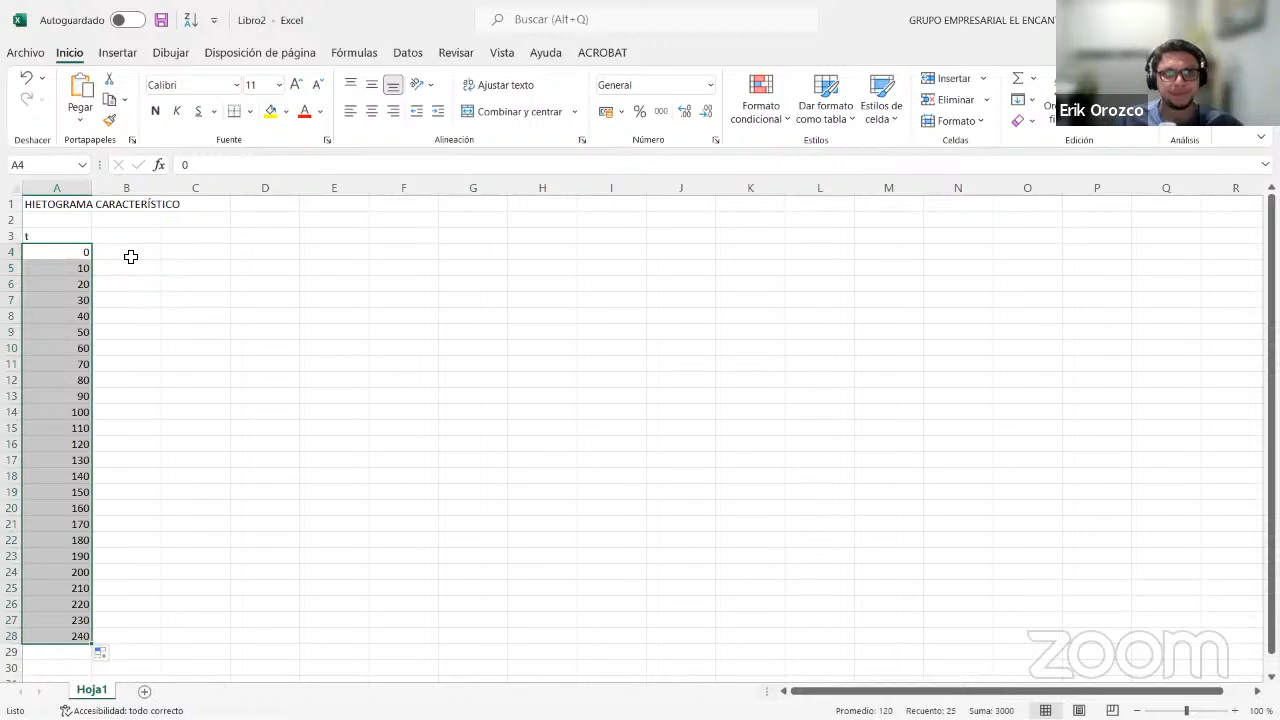 Autoguardado
Libro2 - Excel
Buscar (Alt+Q)
GRUPO EMPRESARIAL EL ENCANT
Archivo Inicio Insertar Dibujar Disposición de página Fórmulas Datos Revisar Vista Ayuda ACROBAT
Erik Orozco
Pegar
Calibri 11
N K S
Ajustar texto
Combinar y centrar
General
% 000
Formato condicional
Dar formato como tabla
Estilos de celda
Insertar
Eliminar
Formato
Deshacer Portapapeles Fuente Alineación Número Estilos Celdas Edición Análisis
A4 fx 0
A B C D E F G H I J K L M N O P Q R
1 HIETOGRAMA CARACTERÍSTICO
2
3 t
4 0
5 10
6 20
7 30
8 40
9 50
10 60
11 70
12 80
13 90
14 100
15 110
16 120
17 130
18 140
19 150
20 160
21 170
22 180
23 190
24 200
25 210
26 220
27 230
28 240
29
30
zoom
Hoja1
Listo Accesibilidad: todo correcto Promedio: 120 Recuento: 25 Suma: 3000 100 %